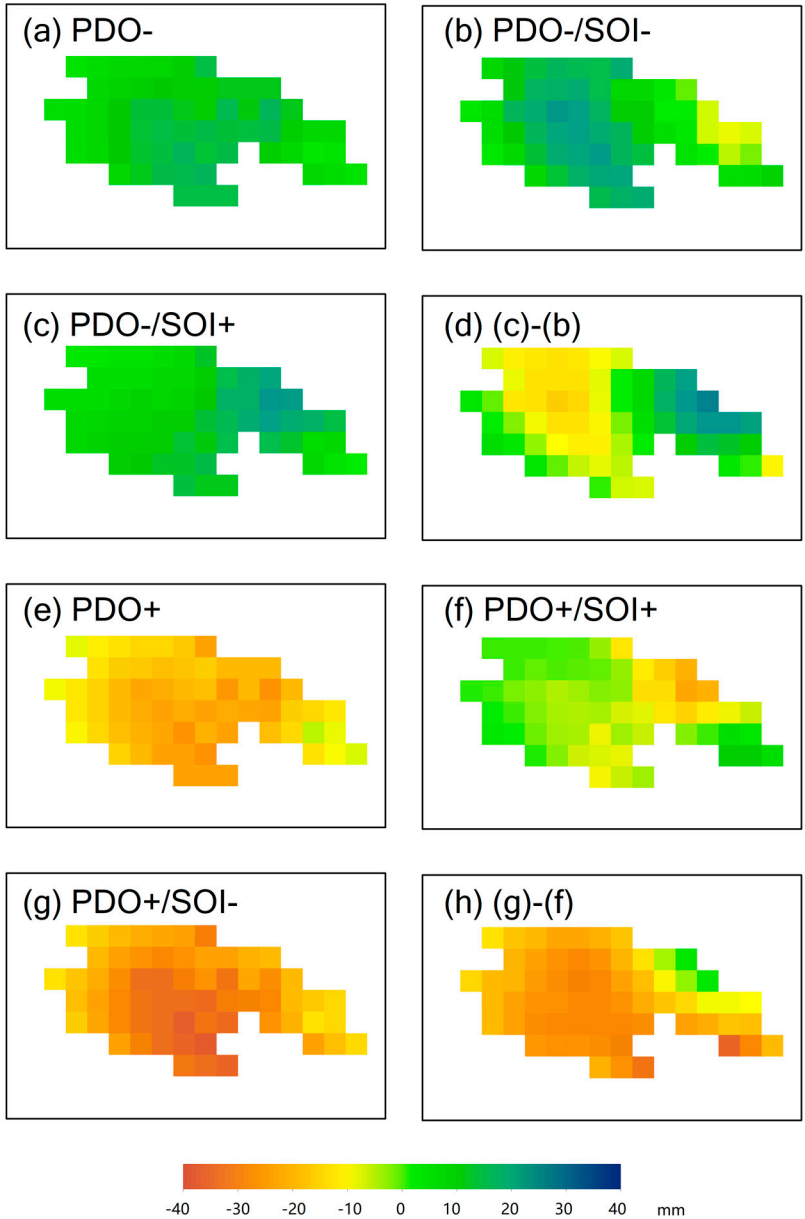 (a) PDO-
(b) PDO-/SOI-
(c) PDO-/SOI+
(d) (c)-(b)
(e) PDO+
(f) PDO+/SOI+
(g) PDO+/SOI-
(h) (g)-(f)
-40 -30 -20 -10 0 10 20 30 40 mm